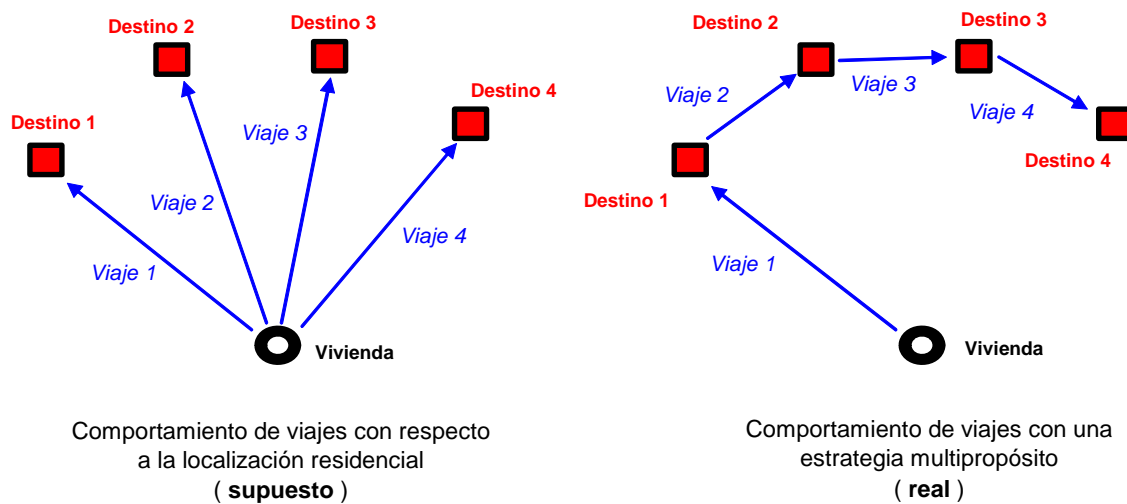 Destino 2
Destino 3
Destino 4
Destino 1
Viaje 3
Viaje 2
Viaje 4
Viaje 1
Vivienda
Comportamiento de viajes con respecto
a la localización residencial
( supuesto )
Destino 2
Destino 3
Viaje 2
Viaje 3
Viaje 4
Destino 4
Destino 1
Viaje 1
Vivienda
Comportamiento de viajes con una
estrategia multipropósito
( real )